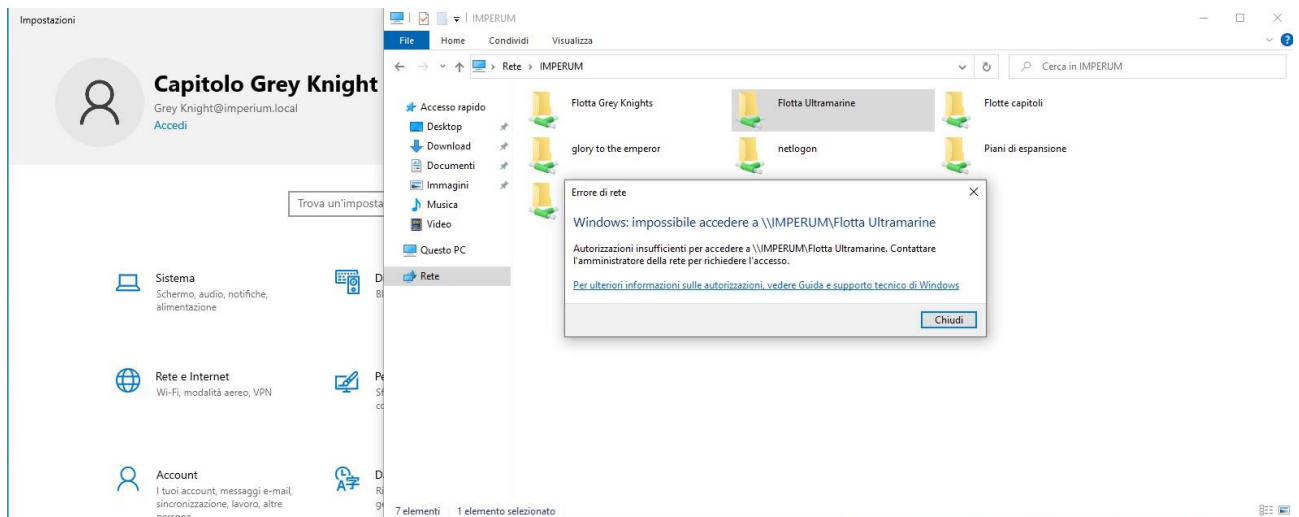 Impostazioni
Capitolo Grey Knight
Grey Knight@imperium.local
Accedi
Trova un'imposta
Sistema
Schermo, audio, notifiche,
alimentazione
Rete e Internet
Wi-Fi, modalità aereo, VPN
Account
I tuoi account, messaggi e-mail,
sincronizzazione, lavoro, altre
IMPERUM
File Home Condividi Visualizza
Rete > IMPERUM
Cerca in IMPERUM
Accesso rapido
Desktop
Download
Documenti
Immagini
Musica
Video
Questo PC
Rete
Flotta Grey Knights
Flotta Ultramarine
Flotte capitoli
glory to the emperor
netlogon
Piani di espansione
Errore di rete
Windows: impossibile accedere a \\IMPERUM\Flotta Ultramarine
Autorizzazioni insufficienti per accedere a \\IMPERUM\Flotta Ultramarine. Contattare
l'amministratore della rete per richiedere l'accesso.
Per ulteriori informazioni sulle autorizzazioni, vedere Guida e supporto tecnico di Windows
Chiudi
7 elementi 1 elemento selezionato